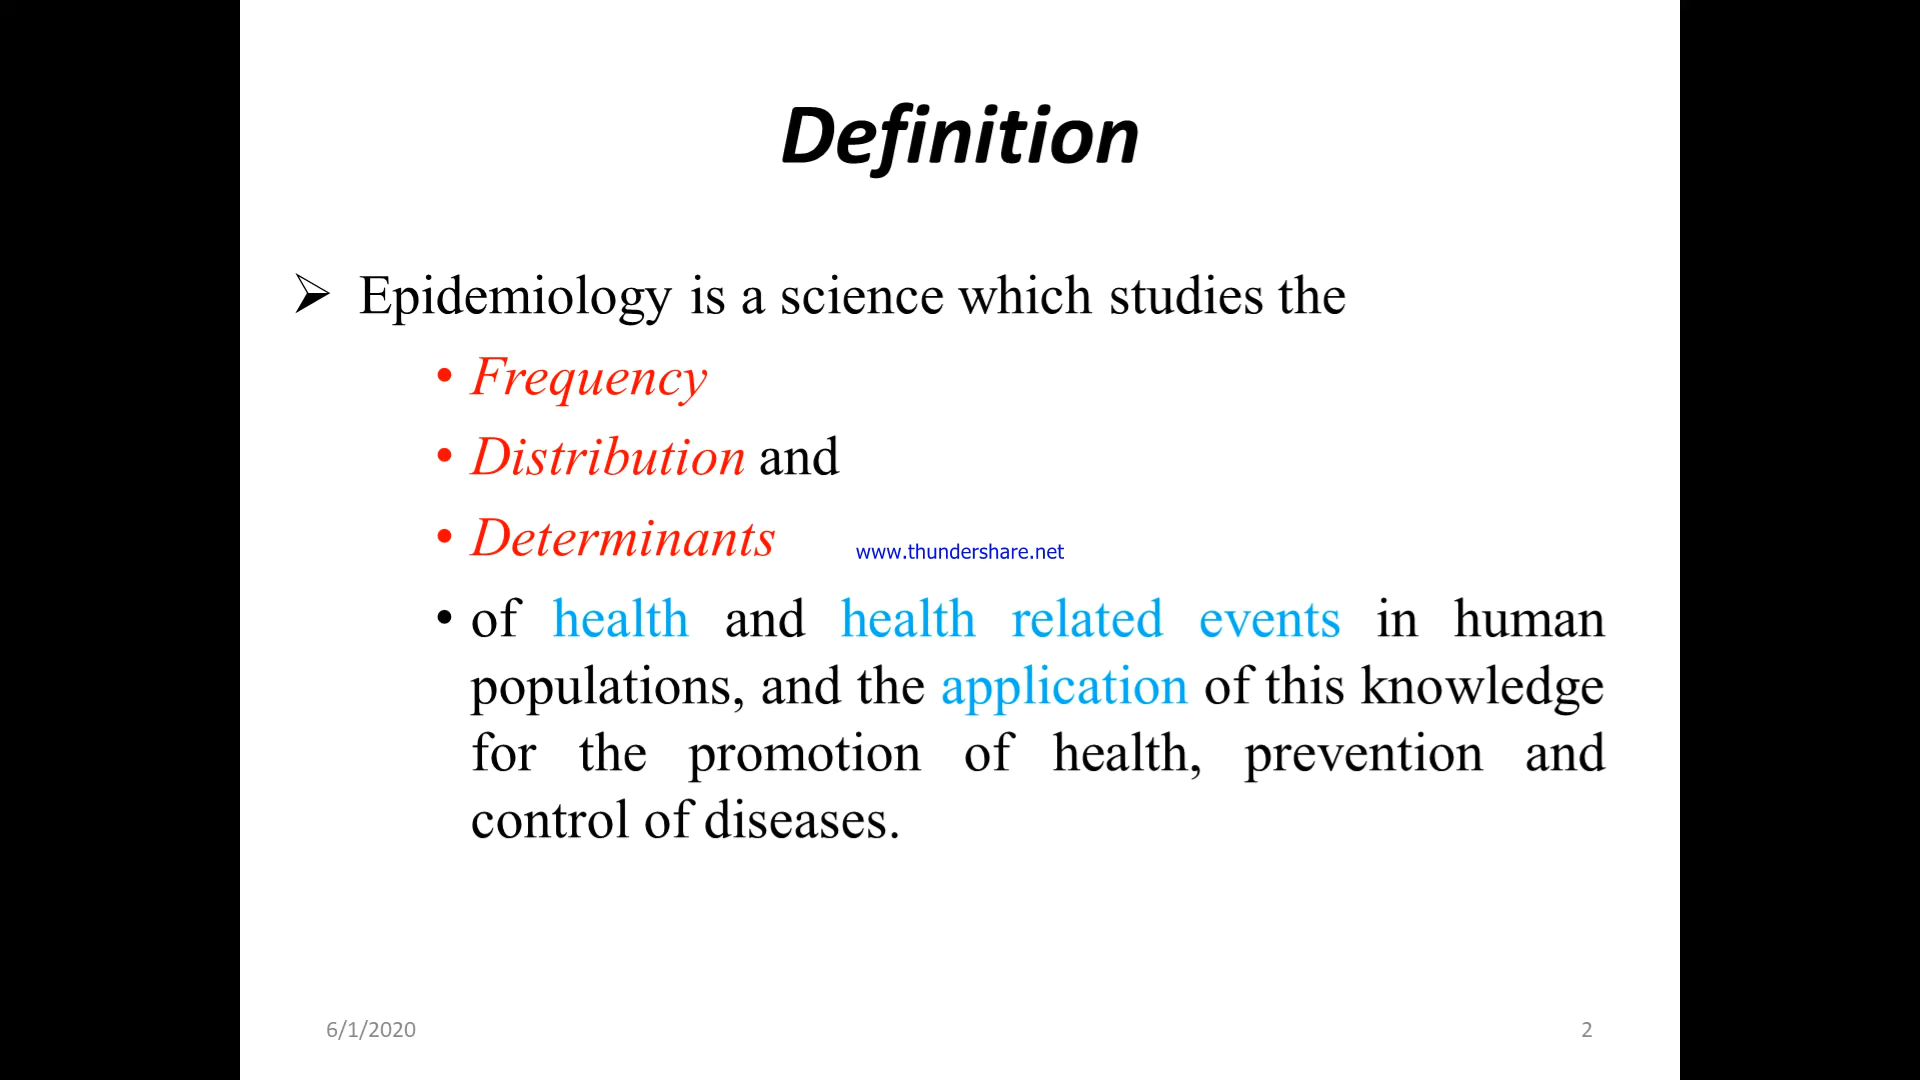 Definition
➢ Epidemiology is a science which studies the
• Frequency
• Distribution and
• Determinants
www.thundershare.net
• of health and health related events in human
populations, and the application of this knowledge
for the promotion of health, prevention and
control of diseases.
6/1/2020
2